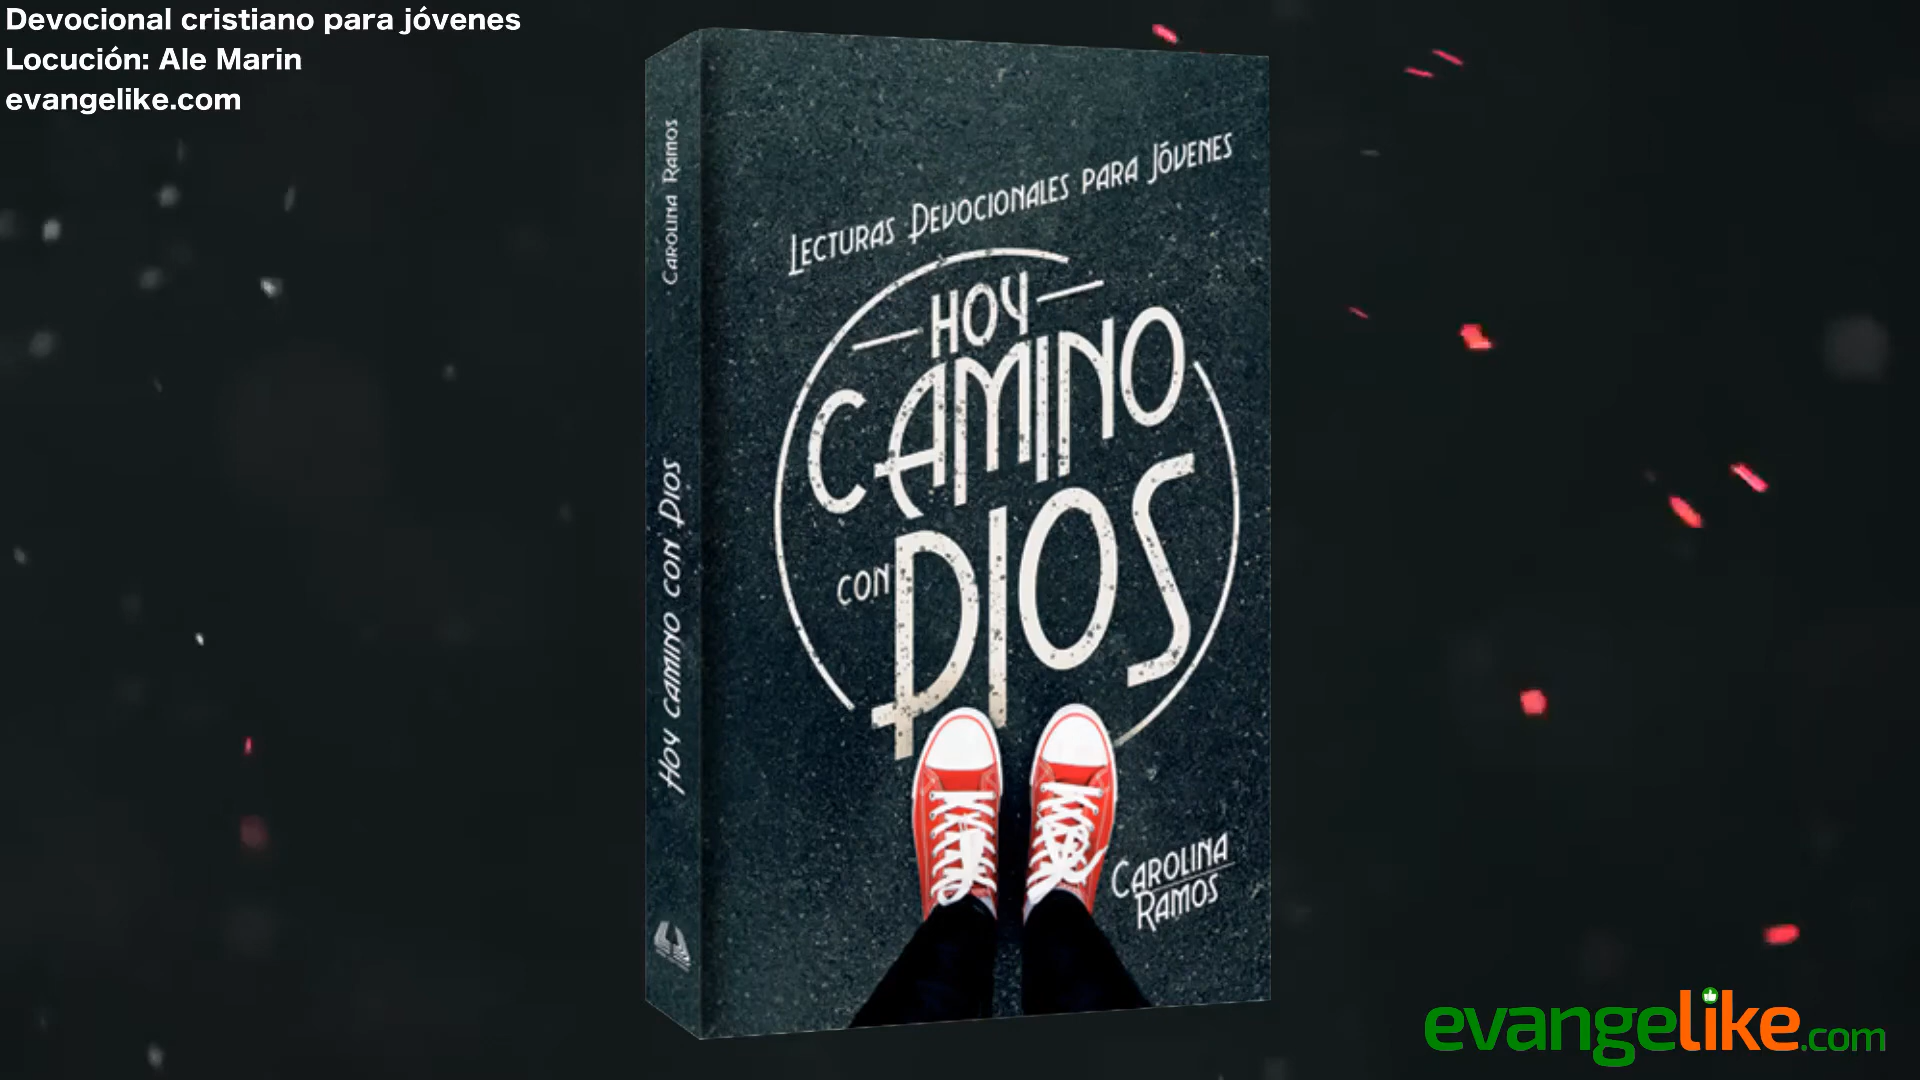 Devocional cristiano para jóvenes
Locución: Ale Marin
evangelike.com
CAROLINA RAMOS
HOY CAMINO CON DIOS
LECTURAS DEVOCIONALES PARA JÓVENES
HOY
CAMINO
CON DIOS
CAROLINA
RAMOS
evangelike.com